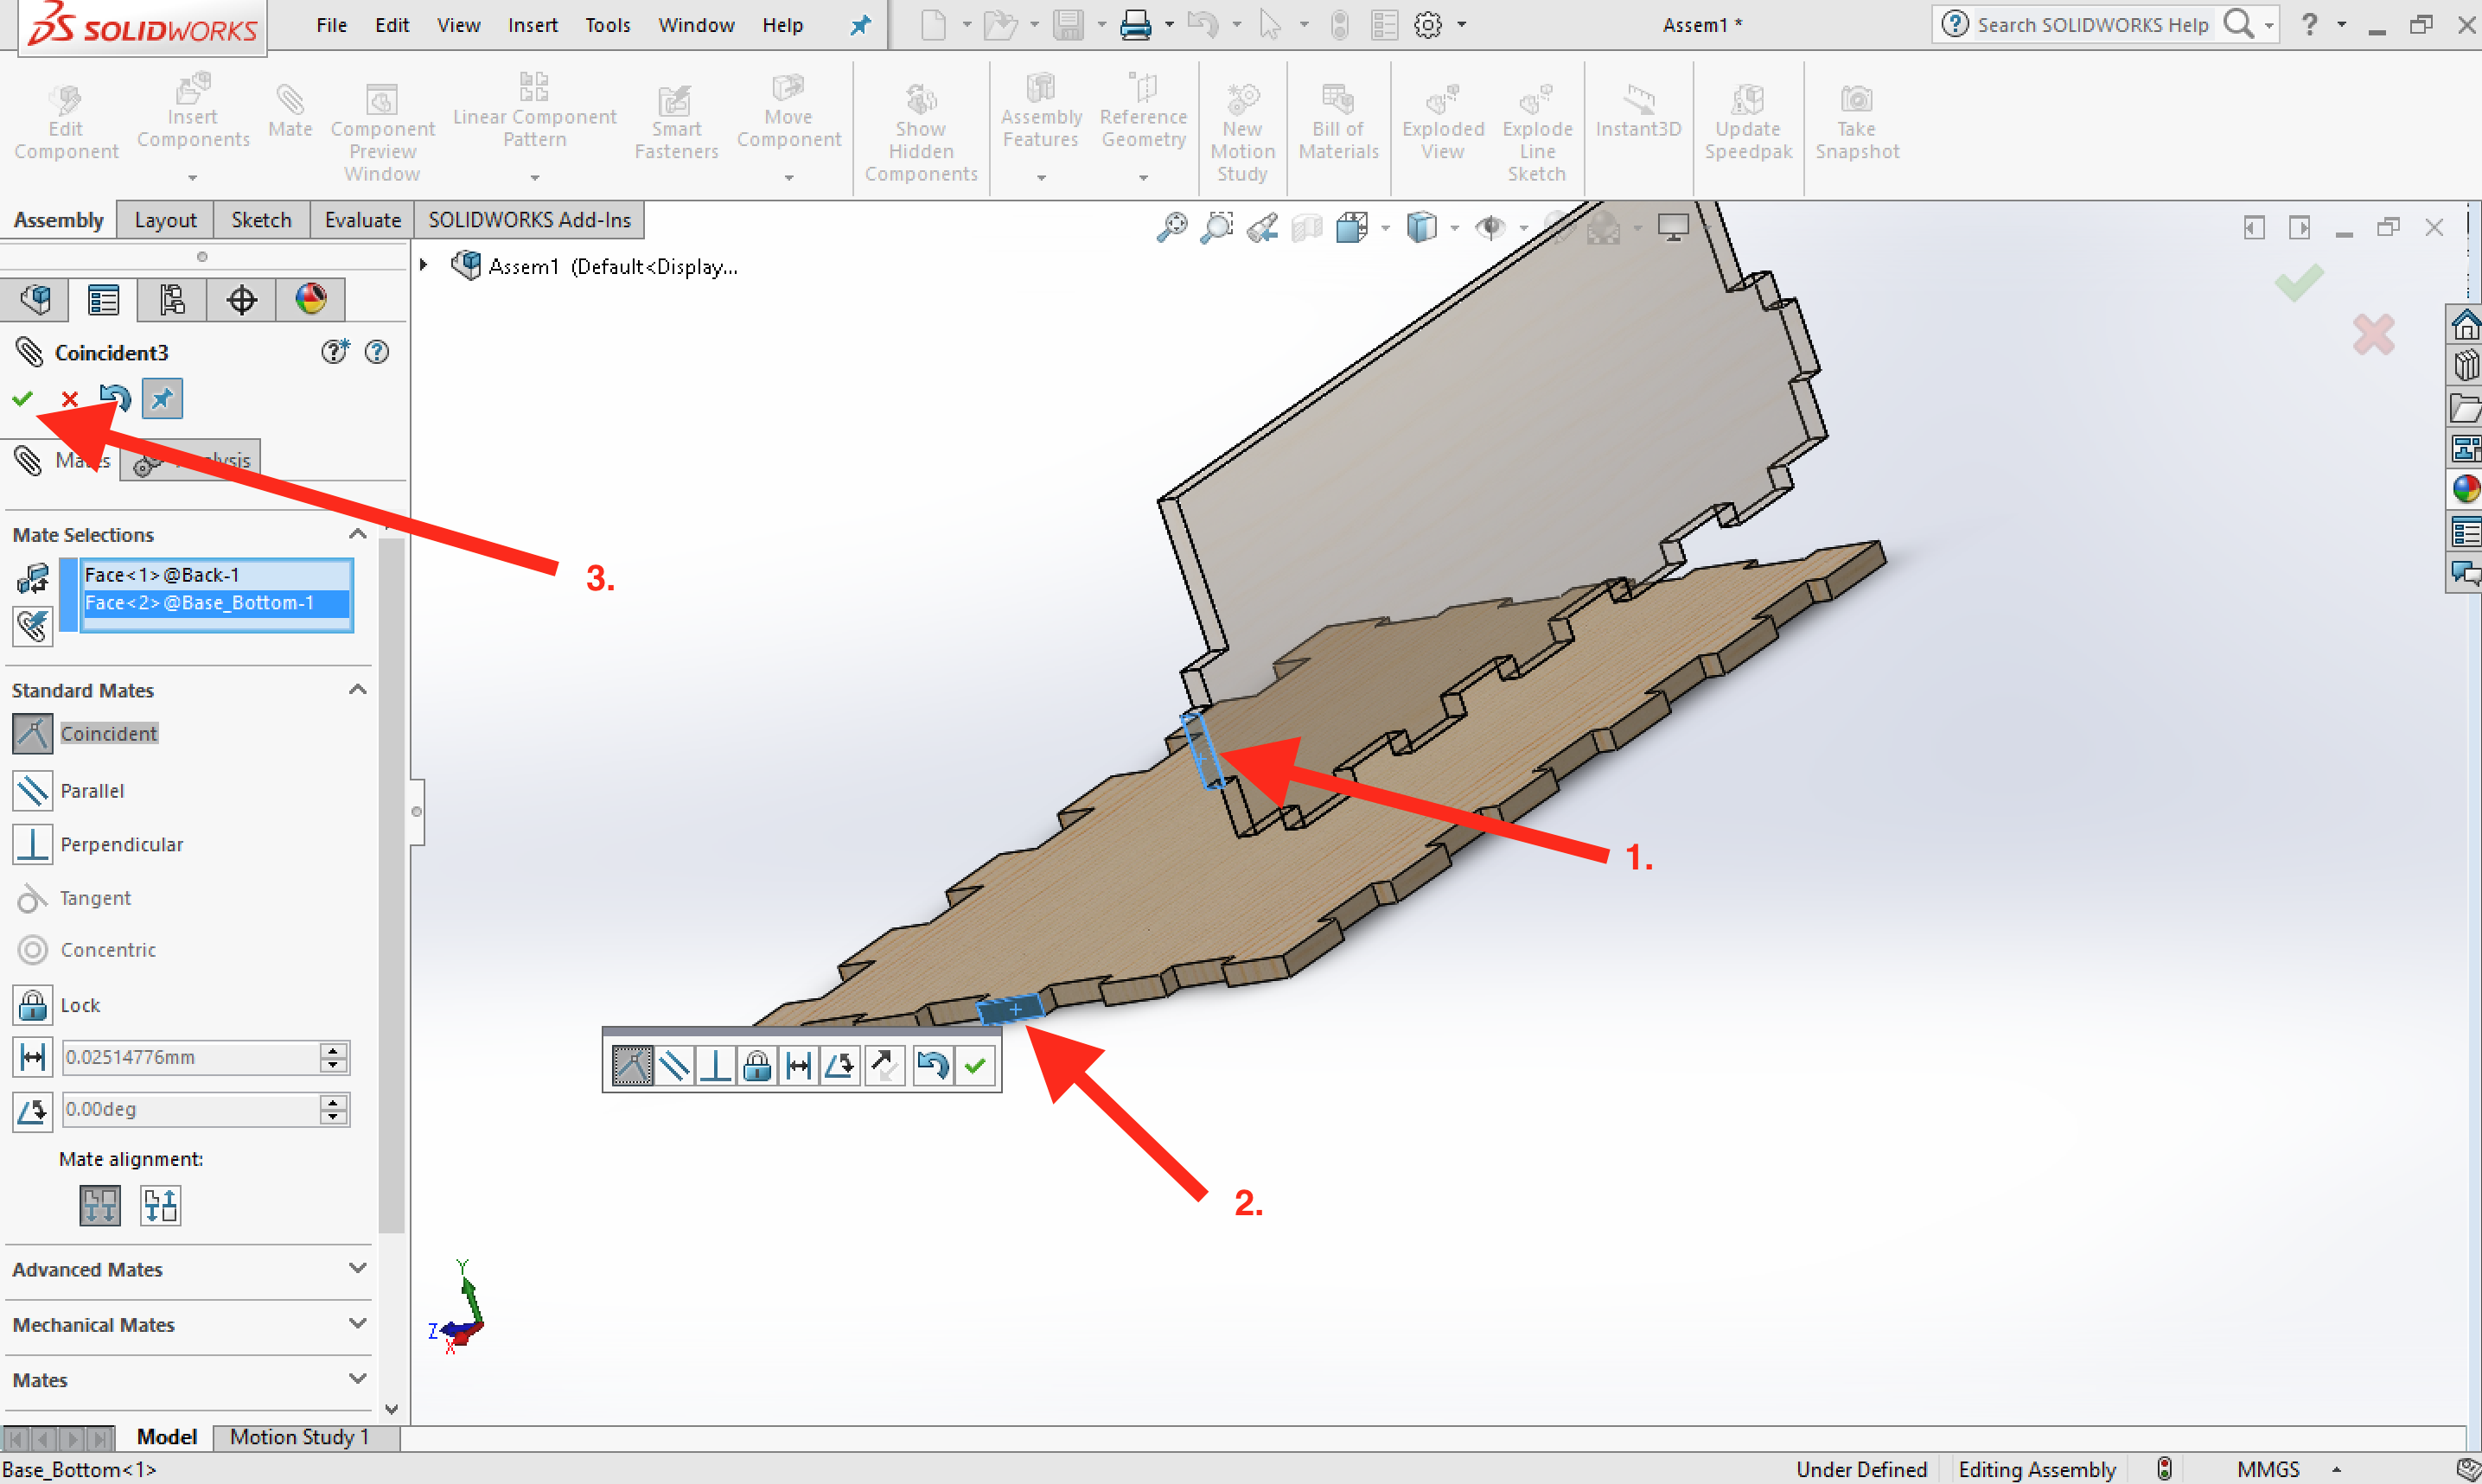 SOLIDWORKS
File Edit View Insert Tools Window Help
Assem1 *
Search SOLIDWORKS Help
Edit Component
Insert Components
Mate
Component Preview Window
Linear Component Pattern
Smart Fasteners
Move Component
Show Hidden Components
Assembly Features
Reference Geometry
New Motion Study
Bill of Materials
Exploded View
Explode Line Sketch
Instant3D
Update Speedpak
Take Snapshot
Assembly Layout Sketch Evaluate SOLIDWORKS Add-Ins
Assem1 (Default<Display...
Coincident3
Mate Selections
Face<1>@Back-1
Face<2>@Base_Bottom-1
Standard Mates
Coincident
Parallel
Perpendicular
Tangent
Concentric
Lock
0.02514776mm
0.00deg
Mate alignment:
Advanced Mates
Mechanical Mates
Mates
1.
2.
3.
Y
Z
X
Model Motion Study 1
Base_Bottom<1>
Under Defined Editing Assembly MMGS